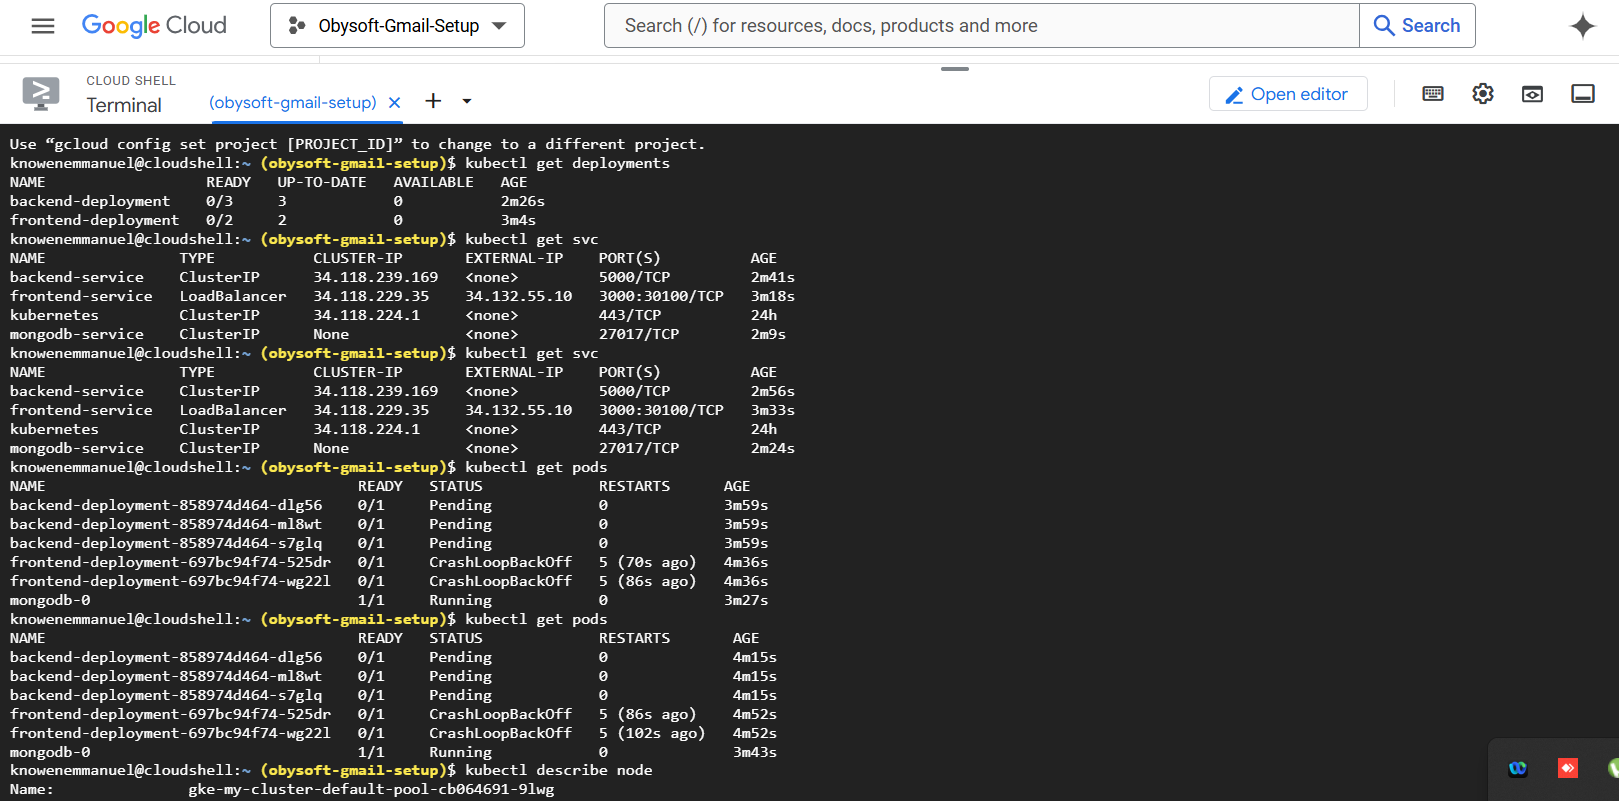 Google Cloud
Obysoft-Gmail-Setup
Search (/) for resources, docs, products and more
Search
CLOUD SHELL
Terminal
(obysoft-gmail-setup)
Open editor
Use “gcloud config set project [PROJECT_ID]” to change to a different project.
knowenemmanuel@cloudshell:~ (obysoft-gmail-setup)$ kubectl get deployments
NAME READY UP-TO-DATE AVAILABLE AGE
backend-deployment 0/3 3 0 2m26s
frontend-deployment 0/2 2 0 3m4s
knowenemmanuel@cloudshell:~ (obysoft-gmail-setup)$ kubectl get svc
NAME TYPE CLUSTER-IP EXTERNAL-IP PORT(S) AGE
backend-service ClusterIP 34.118.239.169 <none> 5000/TCP 2m41s
frontend-service LoadBalancer 34.118.229.35 34.132.55.10 3000:30100/TCP 3m18s
kubernetes ClusterIP 34.118.224.1 <none> 443/TCP 24h
mongodb-service ClusterIP None <none> 27017/TCP 2m9s
knowenemmanuel@cloudshell:~ (obysoft-gmail-setup)$ kubectl get svc
NAME TYPE CLUSTER-IP EXTERNAL-IP PORT(S) AGE
backend-service ClusterIP 34.118.239.169 <none> 5000/TCP 2m56s
frontend-service LoadBalancer 34.118.229.35 34.132.55.10 3000:30100/TCP 3m33s
kubernetes ClusterIP 34.118.224.1 <none> 443/TCP 24h
mongodb-service ClusterIP None <none> 27017/TCP 2m24s
knowenemmanuel@cloudshell:~ (obysoft-gmail-setup)$ kubectl get pods
NAME READY STATUS RESTARTS AGE
backend-deployment-858974d464-dlg56 0/1 Pending 0 3m59s
backend-deployment-858974d464-ml8wt 0/1 Pending 0 3m59s
backend-deployment-858974d464-s7glq 0/1 Pending 0 3m59s
frontend-deployment-697bc94f74-525dr 0/1 CrashLoopBackOff 5 (70s ago) 4m36s
frontend-deployment-697bc94f74-wg22l 0/1 CrashLoopBackOff 5 (86s ago) 4m36s
mongodb-0 1/1 Running 0 3m27s
knowenemmanuel@cloudshell:~ (obysoft-gmail-setup)$ kubectl get pods
NAME READY STATUS RESTARTS AGE
backend-deployment-858974d464-dlg56 0/1 Pending 0 4m15s
backend-deployment-858974d464-ml8wt 0/1 Pending 0 4m15s
backend-deployment-858974d464-s7glq 0/1 Pending 0 4m15s
frontend-deployment-697bc94f74-525dr 0/1 CrashLoopBackOff 5 (86s ago) 4m52s
frontend-deployment-697bc94f74-wg22l 0/1 CrashLoopBackOff 5 (102s ago) 4m52s
mongodb-0 1/1 Running 0 3m43s
knowenemmanuel@cloudshell:~ (obysoft-gmail-setup)$ kubectl describe node
Name: gke-my-cluster-default-pool-cb064691-9lwg